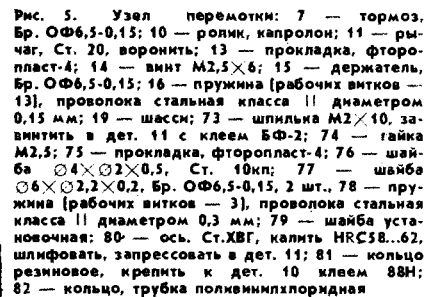 Рис. 5. Узел перемотки: 7 — тормоз,
Бр. ОФ6,5-0,15; 10 — ролик, капролон; 11 — ры-
чаг, Ст. 20, воронить; 13 — прокладка, фторо-
пласт-4; 14 — винт М2,5×6; 15 — держатель,
Бр. ОФ6,5-0,15; 16 — пружина (рабочих витков —
13), проволока стальная класса II диаметром
0,15 мм; 19 — шасси; 73 — шпилька М2×10, за-
винтить в дет. 11 с клеем БФ-2; 74 — гайка
М2,5; 75 — прокладка, фторопласт-4; 76 — шай-
ба ∅4×∅2×0,5, Ст. 10кп; 77 — шайба
∅6×∅2,2×0,2, Бр. ОФ6,5-0,15, 2 шт., 78 — пру-
жина (рабочих витков — 3), проволока стальная
класса II диаметром 0,3 мм; 79 — шайба уста-
новочная: 80 — ось. Ст.ХВГ, калить HRC58...62,
шлифовать, запрессовать в дет. 11; 81 — кольцо
резиновое, крепить к дет. 10 клеем 88Н;
82 — кольцо, трубка поливинилхлоридная